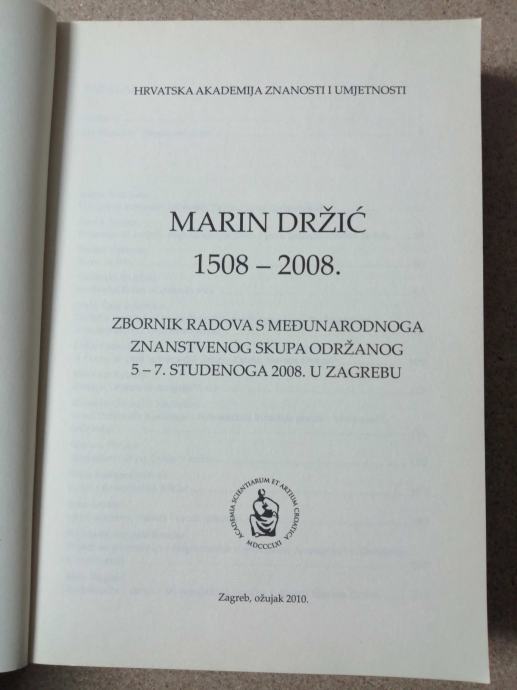 HRVATSKA AKADEMIJA ZNANOSTI I UMJETNOSTI
MARIN DRŽIĆ
1508 – 2008.
ZBORNIK RADOVA S MEĐUNARODNOGA
ZNANSTVENOG SKUPA ODRŽANOG
5 – 7. STUDENOGA 2008. U ZAGREBU
ACADEMIA SCIENTIARUM ET ARTIUM CROATICA
MDCCCLXI
Zagreb, ožujak 2010.